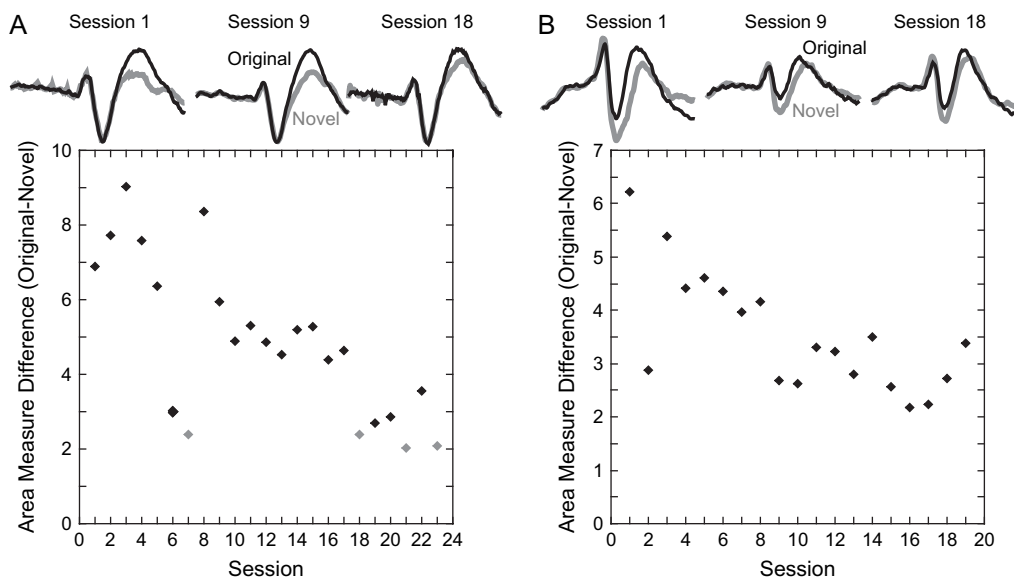 A
Session 1
Session 9
Session 18
Original
Novel
Area Measure Difference (Original-Novel)
10
8
6
4
2
0
0 2 4 6 8 10 12 14 16 18 20 22 24
Session
B
Session 1
Session 9
Session 18
Original
Novel
Area Measure Difference (Original-Novel)
7
6
5
4
3
2
1
0
0 2 4 6 8 10 12 14 16 18 20
Session